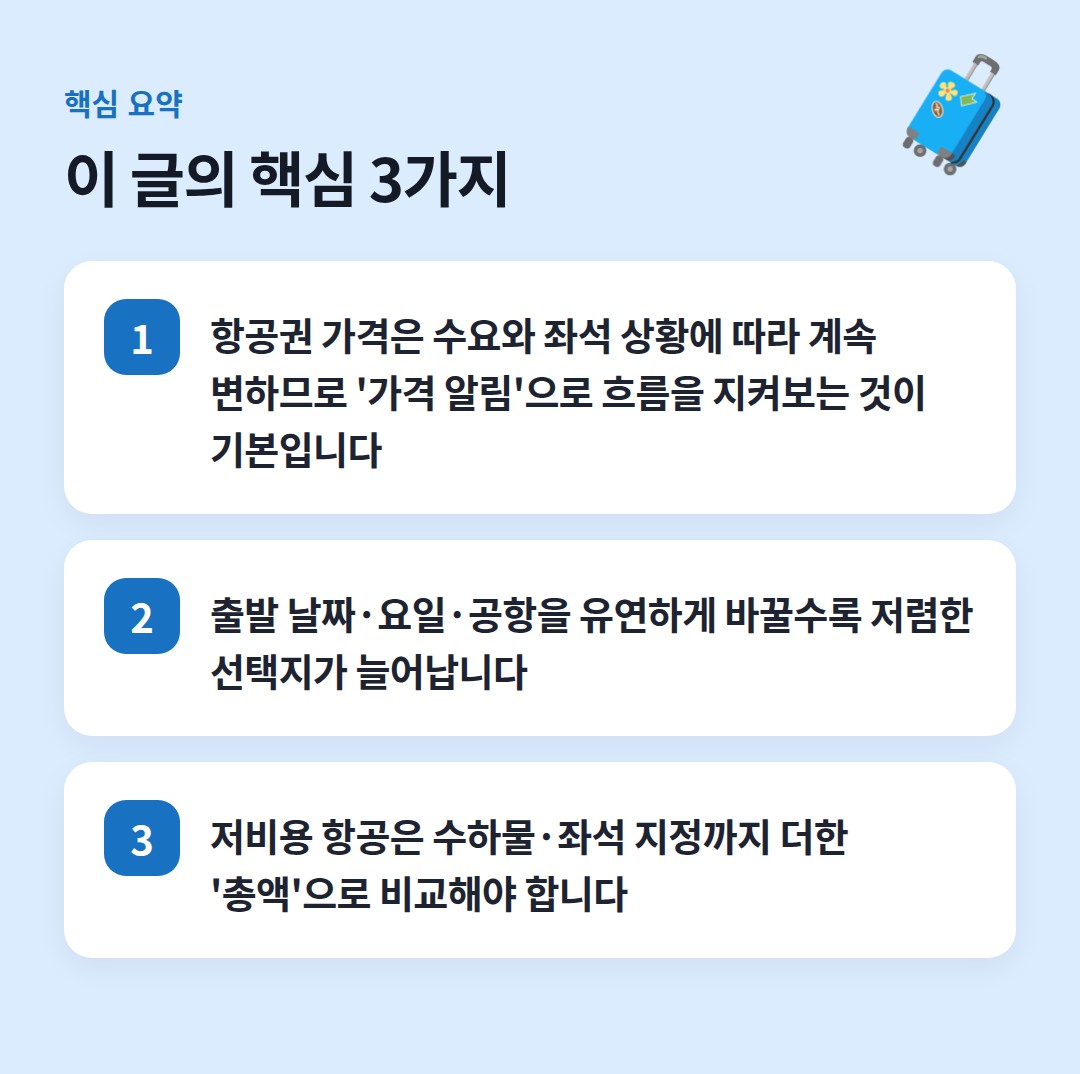 핵심 요약
이 글의 핵심 3가지
1
항공권 가격은 수요와 좌석 상황에 따라 계속
변하므로 '가격 알림'으로 흐름을 지켜보는 것이
기본입니다
2
출발 날짜·요일·공항을 유연하게 바꿀수록 저렴한
선택지가 늘어납니다
3
저비용 항공은 수하물·좌석 지정까지 더한
'총액'으로 비교해야 합니다